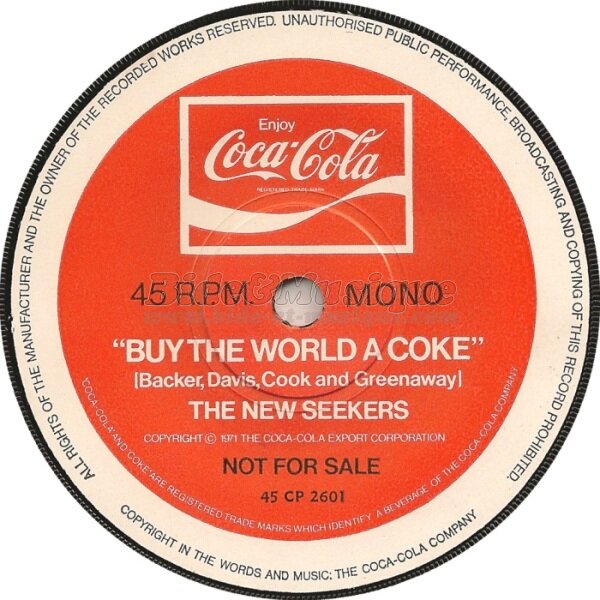 ALL RIGHTS OF THE MANUFACTURER AND THE OWNER OF THE RECORDED WORKS RESERVED. UNAUTHORISED PUBLIC PERFORMANCE, BROADCASTING AND COPYING OF THIS RECORD PROHIBITED.
Enjoy
Coca-Cola
REGISTERED TRADE MARK
45 R.P.M. MONO
"BUY THE WORLD A COKE"
(Backer, Davis, Cook and Greenaway)
THE NEW SEEKERS
COPYRIGHT © 1971 THE COCA-COLA EXPORT CORPORATION
NOT FOR SALE
45 CP 2601
'COCA-COLA' AND 'COKE' ARE REGISTERED TRADE MARKS WHICH IDENTIFY A BEVERAGE OF THE COCA-COLA COMPANY
COPYRIGHT IN THE WORDS AND MUSIC: THE COCA-COLA COMPANY